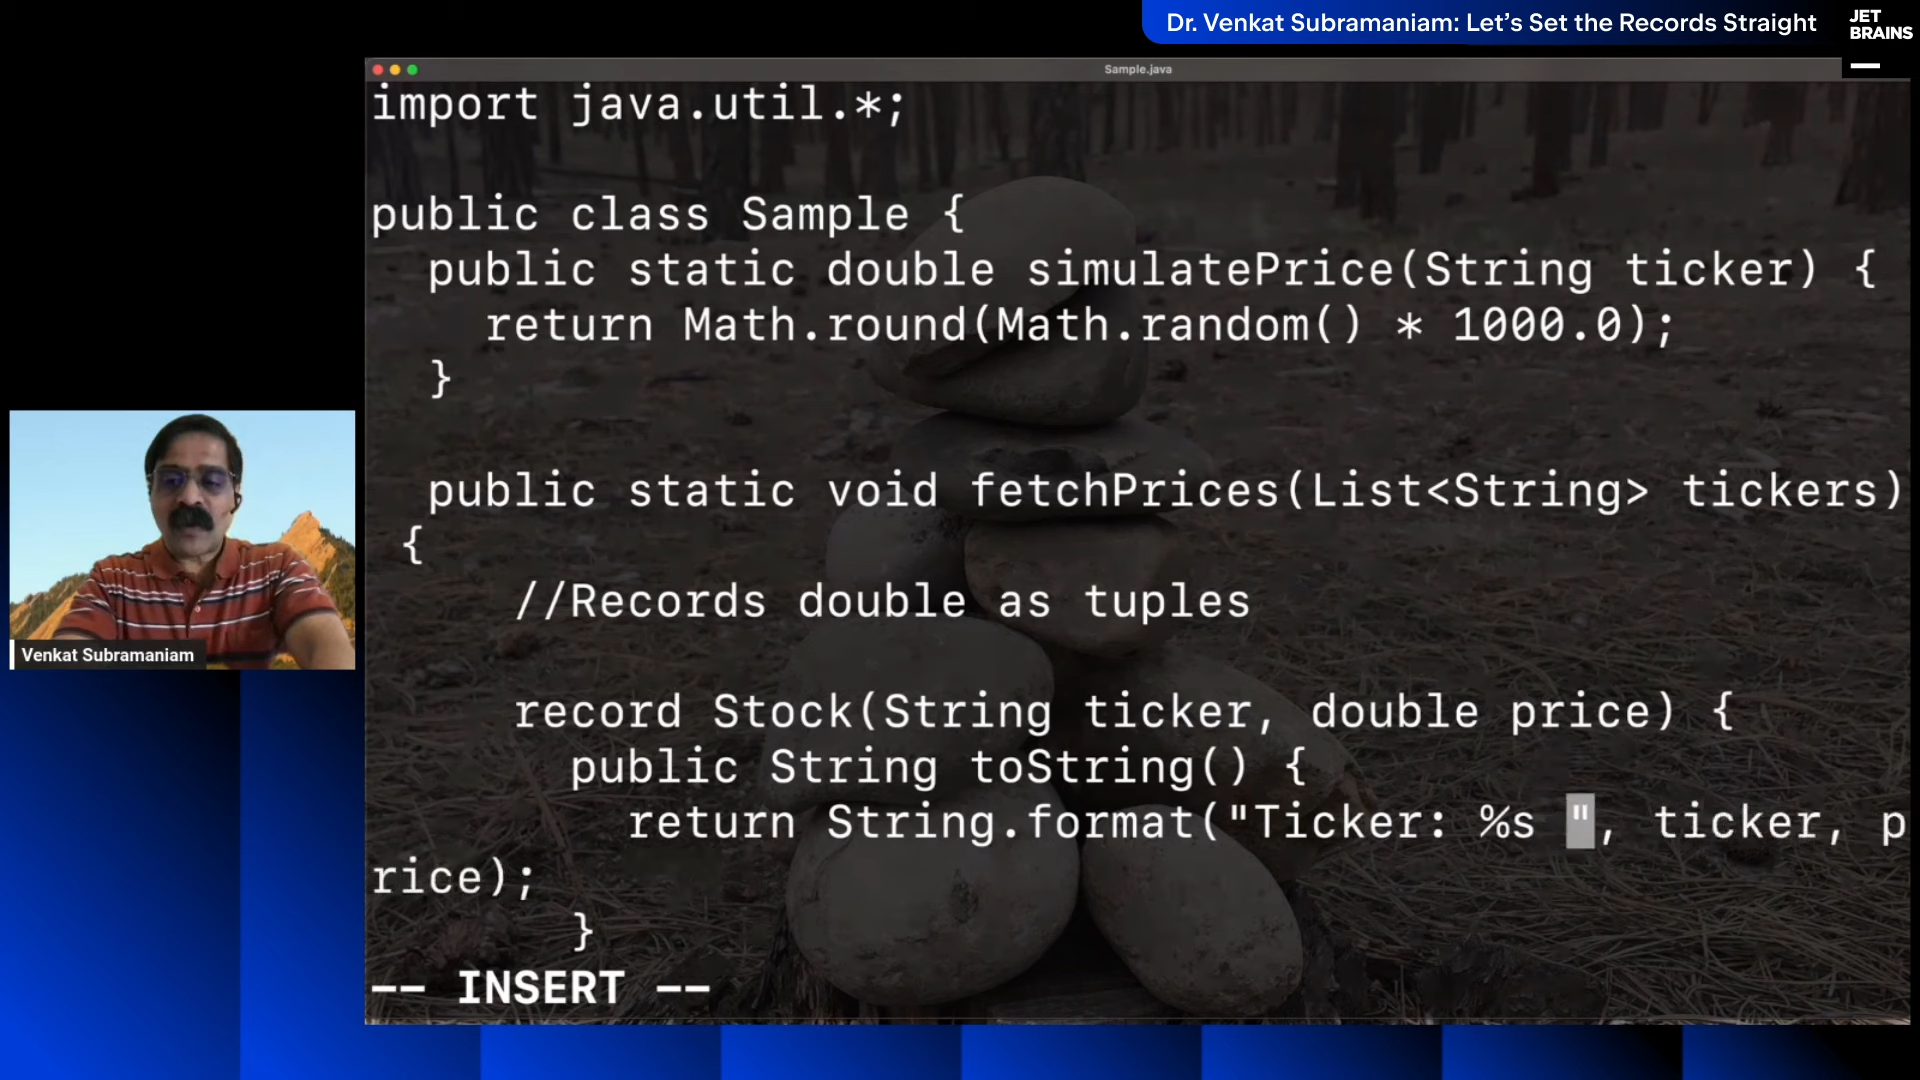 Dr. Venkat Subramaniam: Let’s Set the Records Straight
JET
BRAINS
Sample.java
import java.util.*;
public class Sample {
public static double simulatePrice(String ticker) {
return Math.round(Math.random() * 1000.0);
}
public static void fetchPrices(List<String> tickers)
{
//Records double as tuples
record Stock(String ticker, double price) {
public String toString() {
return String.format("Ticker: %s ", ticker, p
rice);
}
-- INSERT --
Venkat Subramaniam